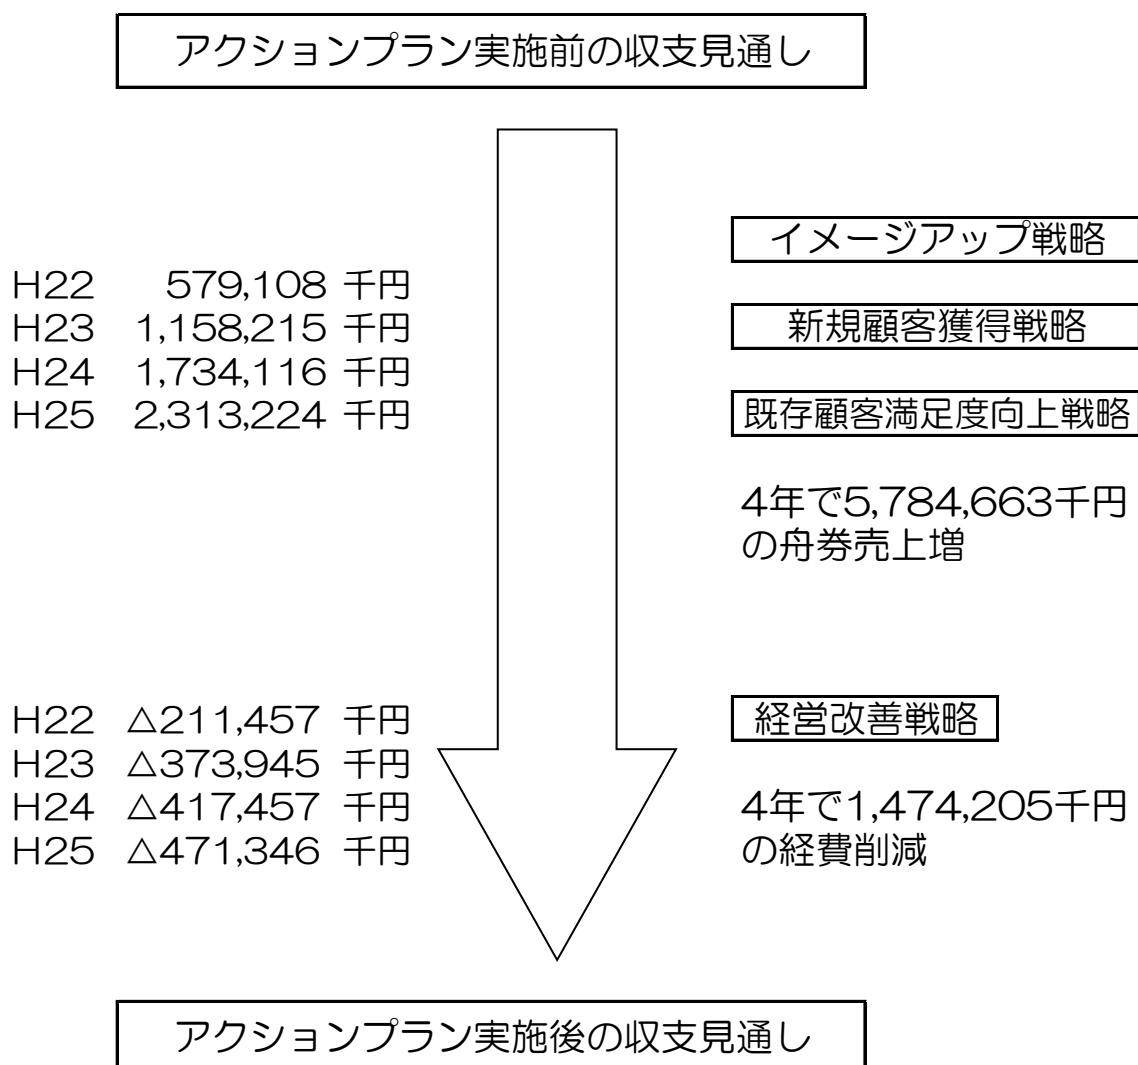 アクションプラン実施前の収支見通し
イメージアップ戦略
H22 579,108 千円
H23 1,158,215 千円
新規顧客獲得戦略
H24 1,734,116 千円
H25 2,313,224 千円
既存顧客満足度向上戦略
4年で5,784,663千円
の舟券売上増
H22 △211,457 千円
経営改善戦略
H23 △373,945 千円
H24 △417,457 千円
4年で1,474,205千円
H25 △471,346 千円
の経費削減
アクションプラン実施後の収支見通し